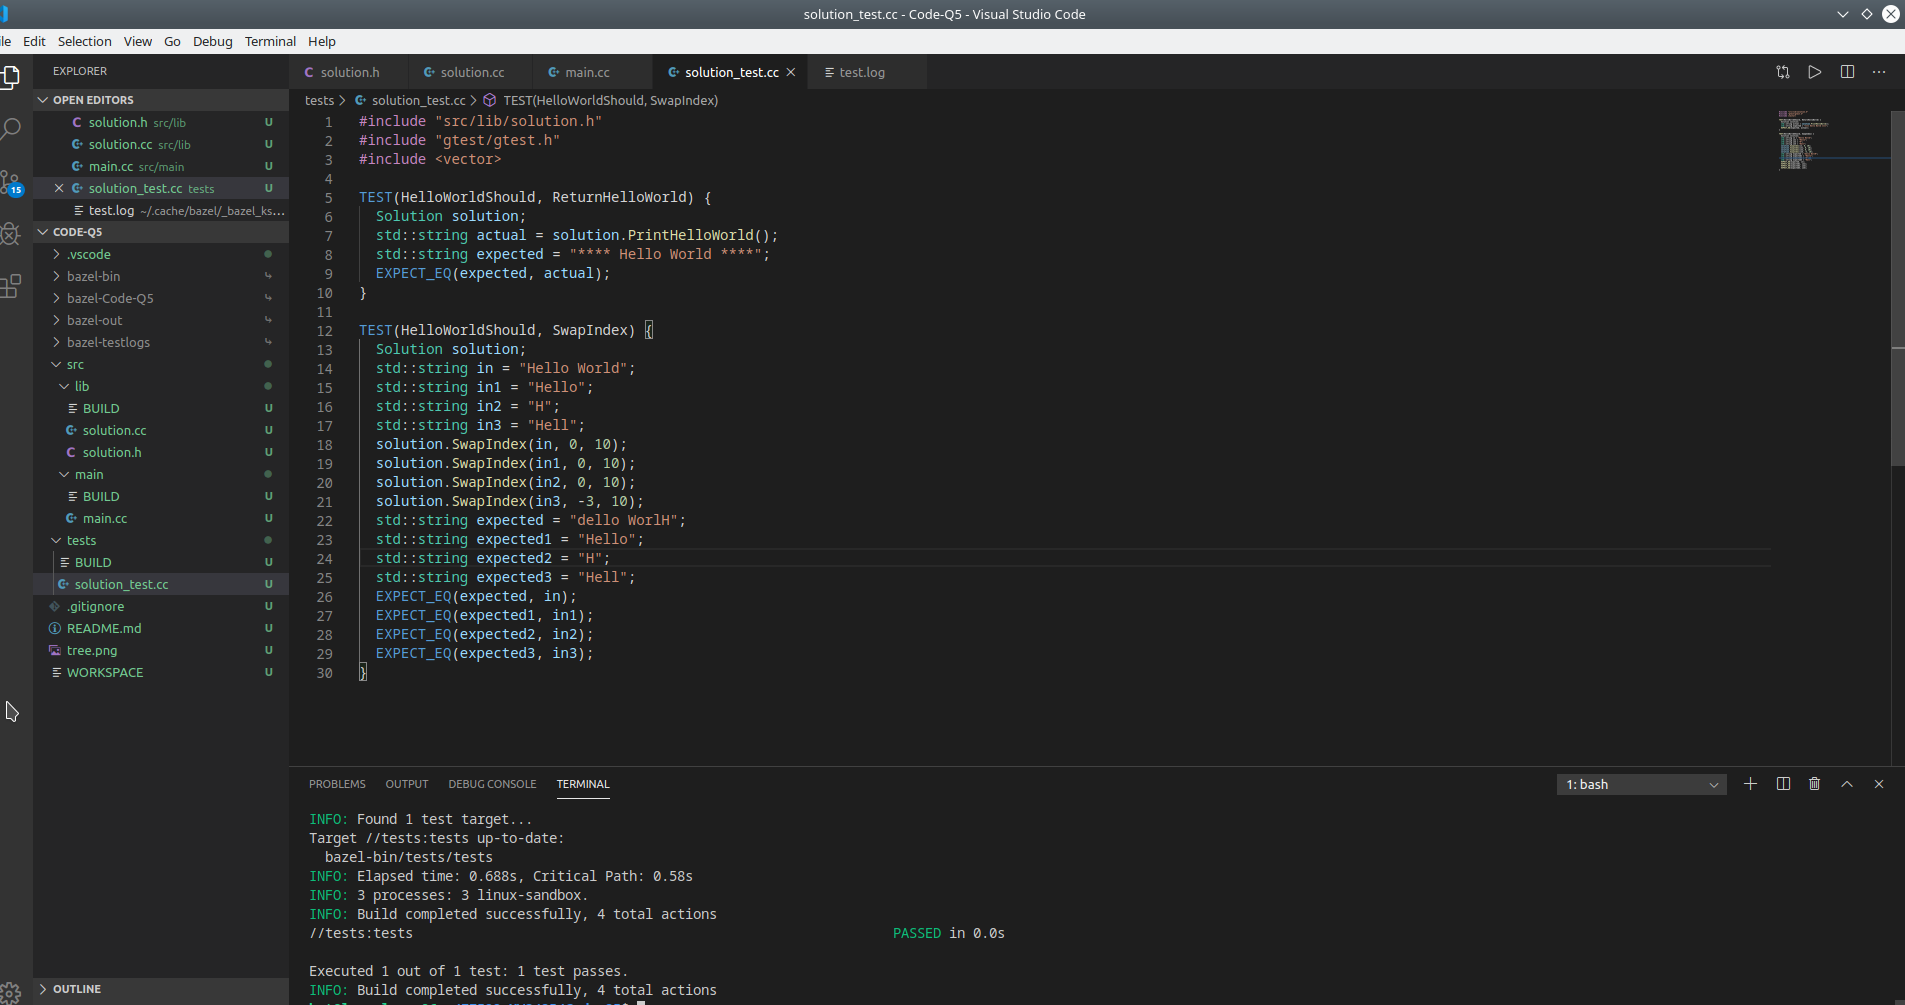 solution_test.cc - Code-Q5 - Visual Studio Code
Edit Selection View Go Debug Terminal Help
EXPLORER
OPEN EDITORS
solution.h src/lib U
solution.cc src/lib U
main.cc src/main U
solution_test.cc tests U
test.log ~/.cache/bazel/_bazel_ks...
CODE-Q5
.vscode
bazel-bin
bazel-Code-Q5
bazel-out
bazel-testlogs
src
lib
BUILD U
solution.cc U
solution.h U
main
BUILD U
main.cc U
tests
BUILD U
solution_test.cc U
.gitignore U
README.md U
tree.png U
WORKSPACE U
OUTLINE
15
solution.h solution.cc main.cc solution_test.cc test.log
tests > solution_test.cc > TEST(HelloWorldShould, SwapIndex)
1 #include "src/lib/solution.h"
2 #include "gtest/gtest.h"
3 #include <vector>
4
5 TEST(HelloWorldShould, ReturnHelloWorld) {
6 Solution solution;
7 std::string actual = solution.PrintHelloWorld();
8 std::string expected = "**** Hello World ****";
9 EXPECT_EQ(expected, actual);
10 }
11
12 TEST(HelloWorldShould, SwapIndex) {
13 Solution solution;
14 std::string in = "Hello World";
15 std::string in1 = "Hello";
16 std::string in2 = "H";
17 std::string in3 = "Hell";
18 solution.SwapIndex(in, 0, 10);
19 solution.SwapIndex(in1, 0, 10);
20 solution.SwapIndex(in2, 0, 10);
21 solution.SwapIndex(in3, -3, 10);
22 std::string expected = "dello WorlH";
23 std::string expected1 = "Hello";
24 std::string expected2 = "H";
25 std::string expected3 = "Hell";
26 EXPECT_EQ(expected, in);
27 EXPECT_EQ(expected1, in1);
28 EXPECT_EQ(expected2, in2);
29 EXPECT_EQ(expected3, in3);
30 }
PROBLEMS OUTPUT DEBUG CONSOLE TERMINAL 1: bash
INFO: Found 1 test target...
Target //tests:tests up-to-date:
bazel-bin/tests/tests
INFO: Elapsed time: 0.688s, Critical Path: 0.58s
INFO: 3 processes: 3 linux-sandbox.
INFO: Build completed successfully, 4 total actions
//tests:tests PASSED in 0.0s
Executed 1 out of 1 test: 1 test passes.
INFO: Build completed successfully, 4 total actions